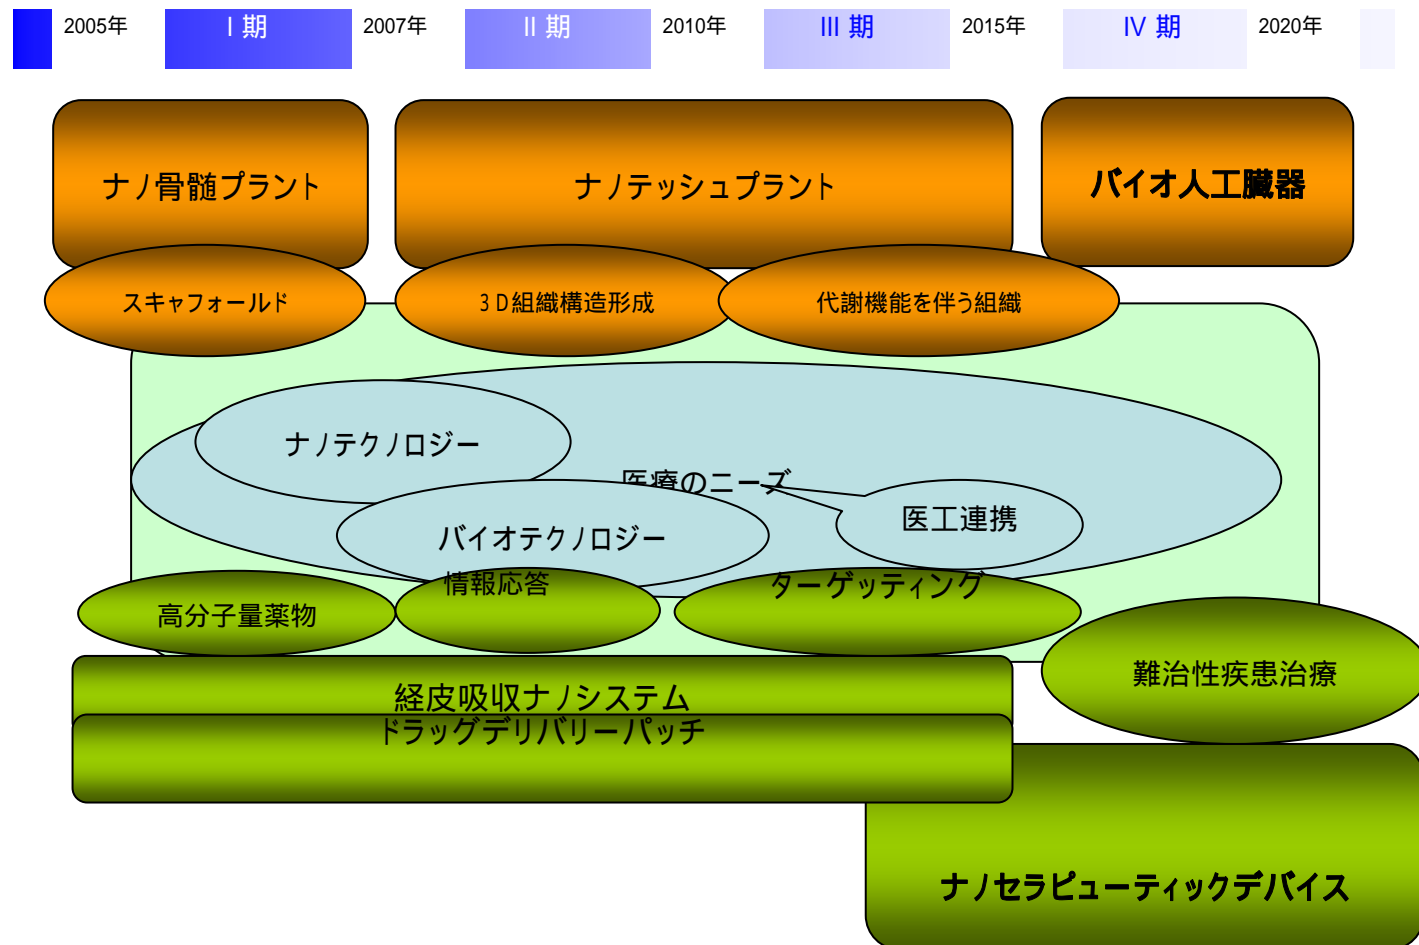 2005年 Ⅰ 期 2007年 Ⅱ 期 2010年 Ⅲ 期 2015年 Ⅳ 期 2020年
ナノ骨髄プラント
ナノテッシュプラント
バイオ人工臓器
スキャフォールド
3D組織構造形成
代謝機能を伴う組織
ナノテクノロジー
医療のニーズ
医工連携
バイオテクノロジー
情報応答
ターゲッティング
高分子量薬物
難治性疾患治療
経皮吸収ナノシステム
ドラッグデリバリーパッチ
ナノセラピューティックデバイス